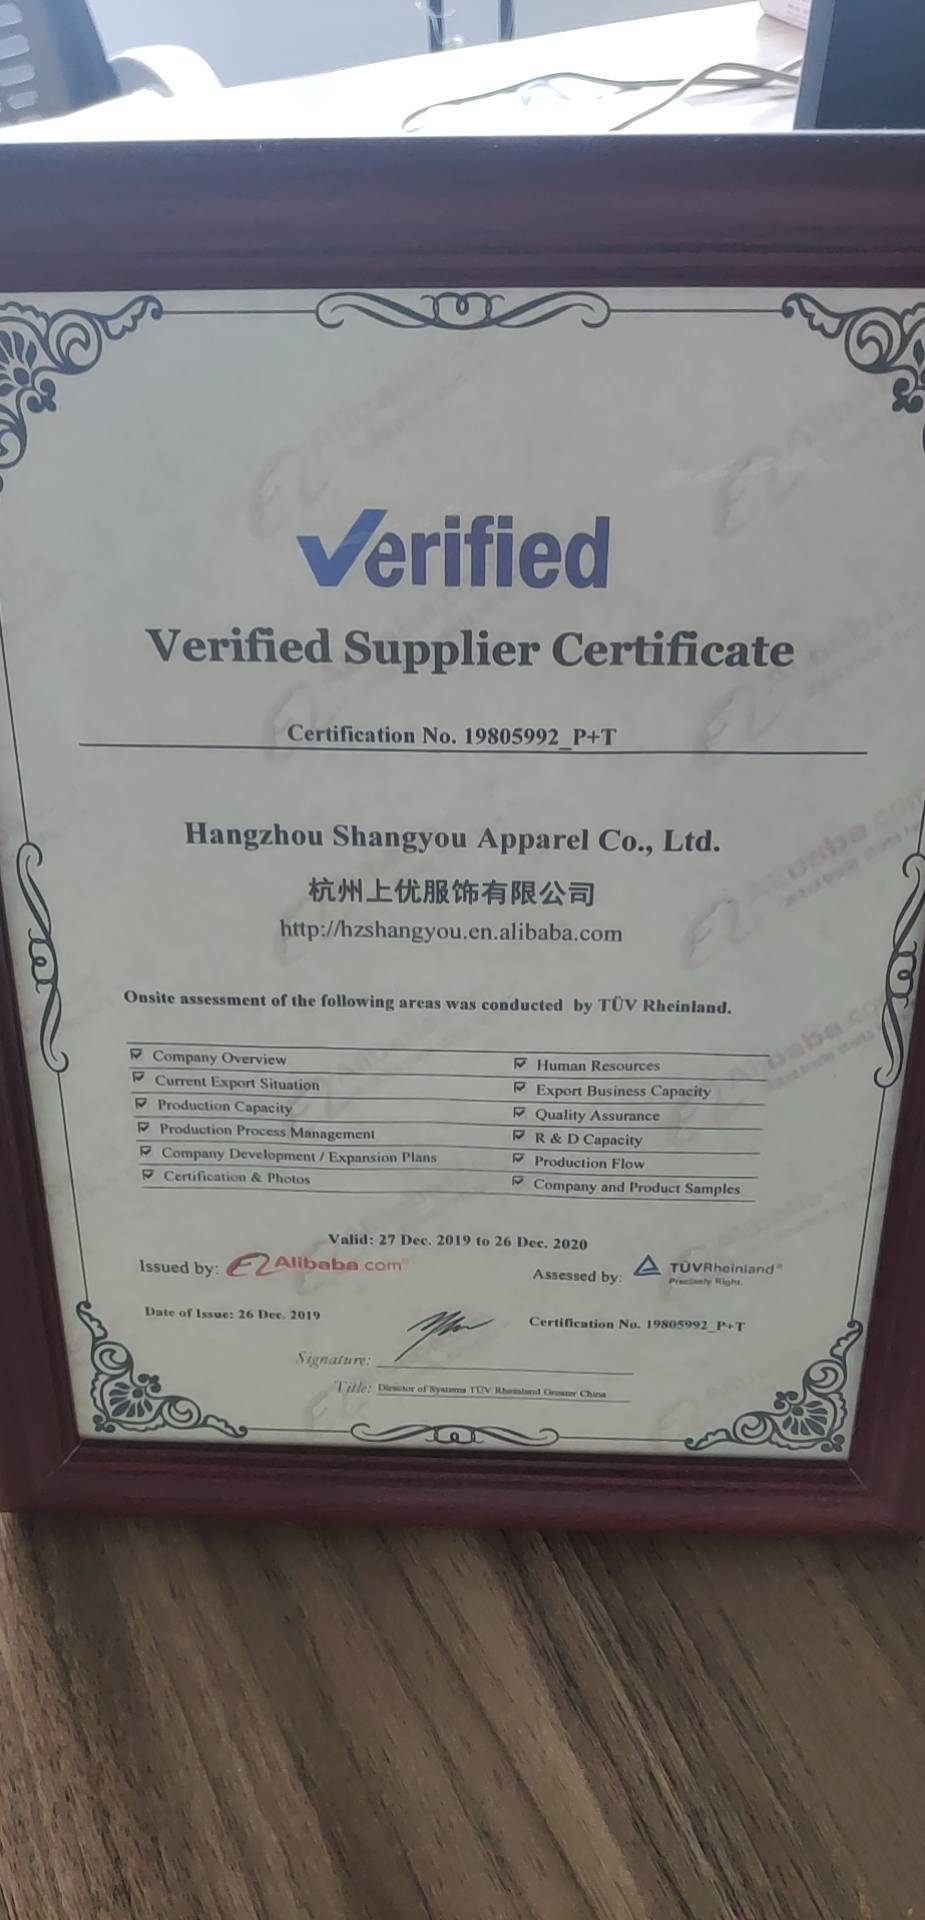 Verified
Verified Supplier Certificate
Certification No. 19805992_P+T
Hangzhou Shangyou Apparel Co., Ltd.
杭州上优服饰有限公司
http://hzshangyou.en.alibaba.com
Onsite assessment of the following areas was conducted by TÜV Rheinland.
Company Overview
Current Export Situation
Production Capacity
Production Process Management
Company Development / Expansion Plans
Certification & Photos
Human Resources
Export Business Capacity
Quality Assurance
R & D Capacity
Production Flow
Company and Product Samples
Valid: 27 Dec. 2019 to 26 Dec. 2020
Issued by: Alibaba.com®
Date of Issue: 26 Dec. 2019
Assessed by: TÜVRheinland®
Precisely Right.
Certification No. 19805992_P+T
Signature:
Title: Director of Systems TÜV Rheinland Greater China